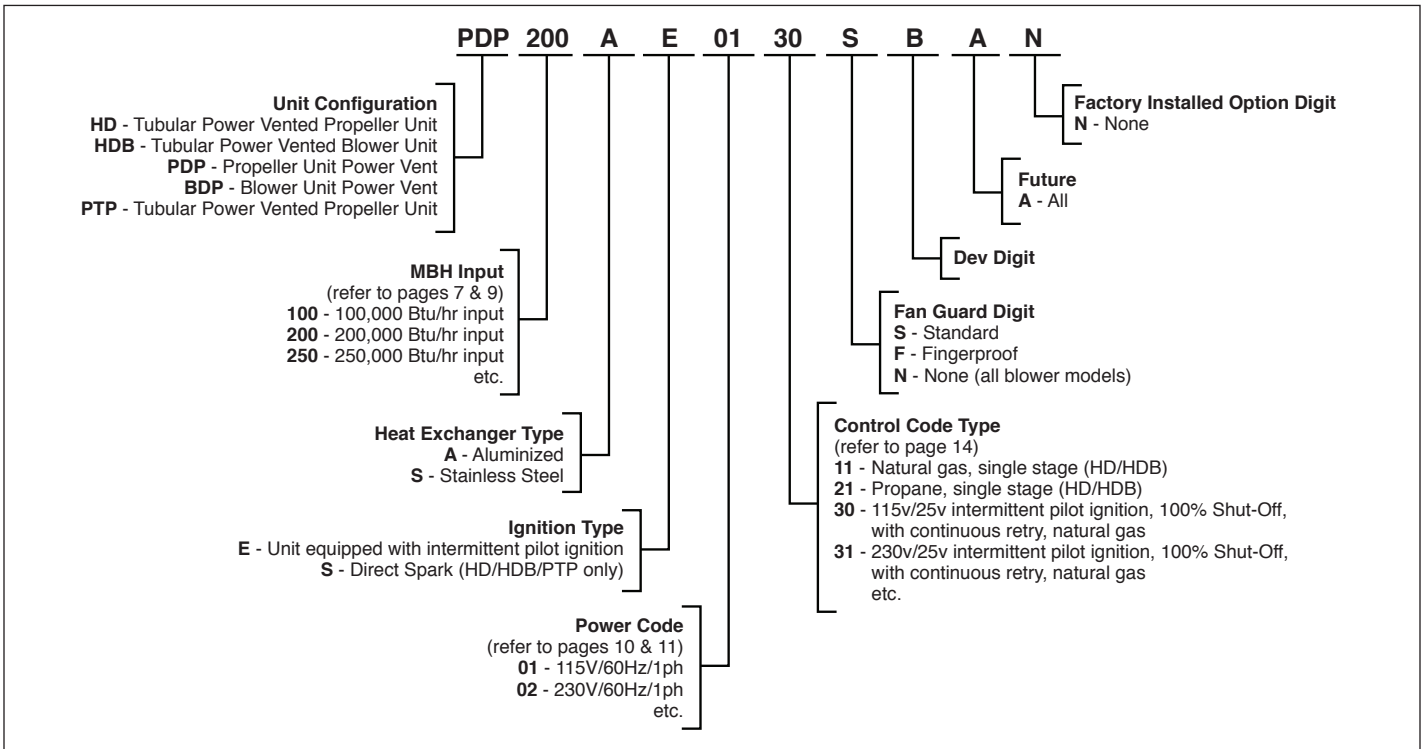 PDP 200 A E 01 30 S B A N
Unit Configuration
HD - Tubular Power Vented Propeller Unit
HDB - Tubular Power Vented Blower Unit
PDP - Propeller Unit Power Vent
BDP - Blower Unit Power Vent
PTP - Tubular Power Vented Propeller Unit
MBH Input
(refer to pages 7 & 9)
100 - 100,000 Btu/hr input
200 - 200,000 Btu/hr input
250 - 250,000 Btu/hr input
etc.
Heat Exchanger Type
A - Aluminized
S - Stainless Steel
Ignition Type
E - Unit equipped with intermittent pilot ignition
S - Direct Spark (HD/HDB/PTP only)
Power Code
(refer to pages 10 & 11)
01 - 115V/60Hz/1ph
02 - 230V/60Hz/1ph
etc.
Factory Installed Option Digit
N - None
Future
A - All
Dev Digit
Fan Guard Digit
S - Standard
F - Fingerproof
N - None (all blower models)
Control Code Type
(refer to page 14)
11 - Natural gas, single stage (HD/HDB)
21 - Propane, single stage (HD/HDB)
30 - 115v/25v intermittent pilot ignition, 100% Shut-Off,
with continuous retry, natural gas
31 - 230v/25v intermittent pilot ignition, 100% Shut-Off,
with continuous retry, natural gas
etc.